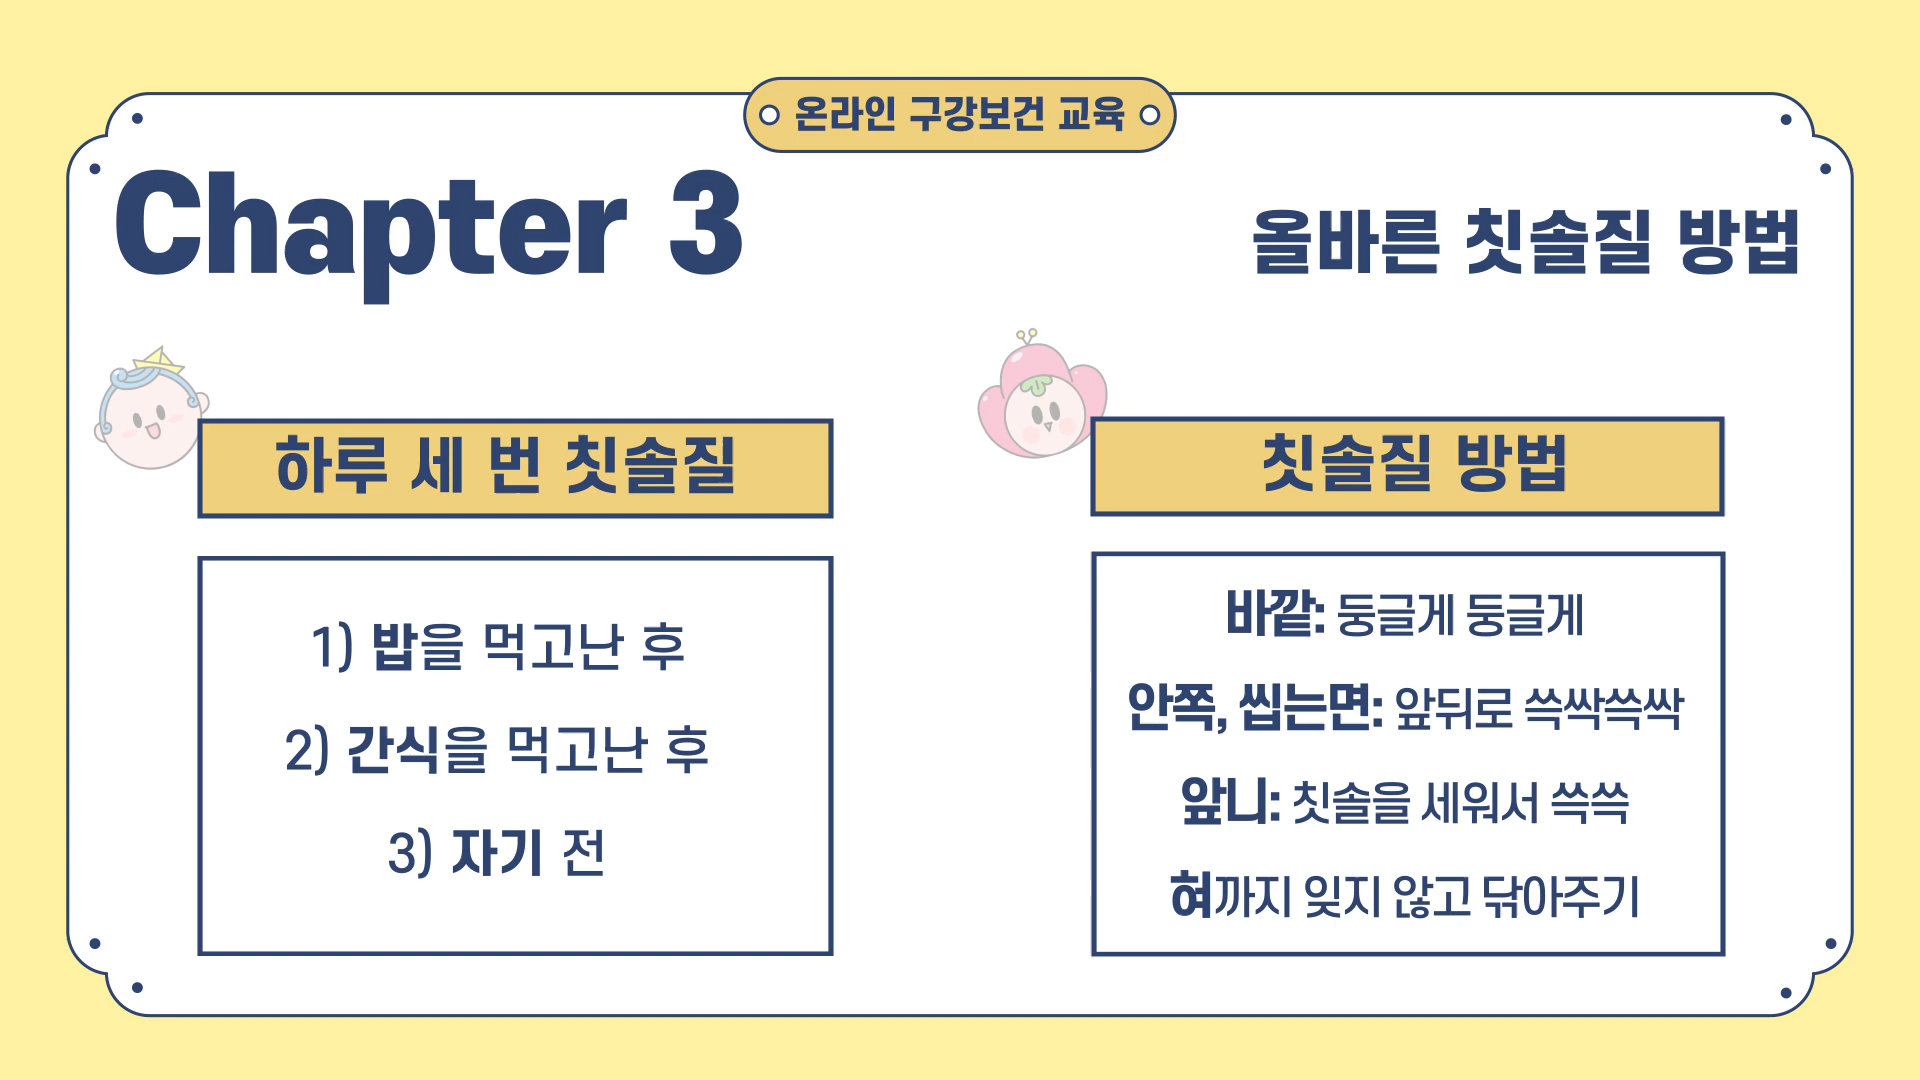 온라인 구강보건 교육
Chapter 3
올바른 칫솔질 방법
하루 세 번 칫솔질
1) 밥을 먹고난 후
2) 간식을 먹고난 후
3) 자기 전
칫솔질 방법
바깥: 둥글게 둥글게
안쪽, 씹는면: 앞뒤로 쓱싹쓱싹
앞니: 칫솔을 세워서 쓱쓱
혀까지 잊지 않고 닦아주기